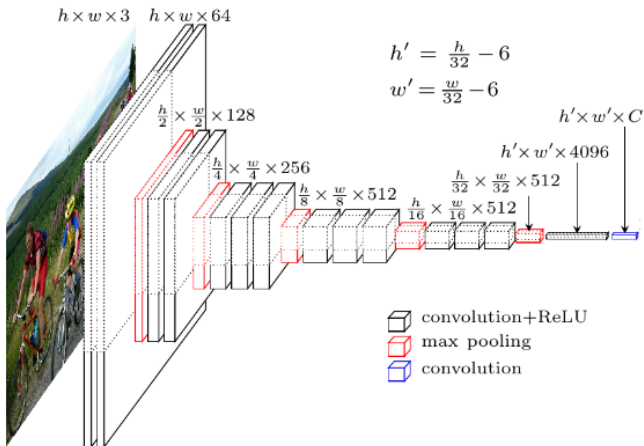 h × w × 3
h × w × 64
h/2 × w/2 × 128
h/4 × w/4 × 256
h/8 × w/8 × 512
h/16 × w/16 × 512
h/32 × w/32 × 512
h′ × w′ × 4096
h′ × w′ × C
h′ = h/32 − 6
w′ = w/32 − 6
convolution+ReLU
max pooling
convolution